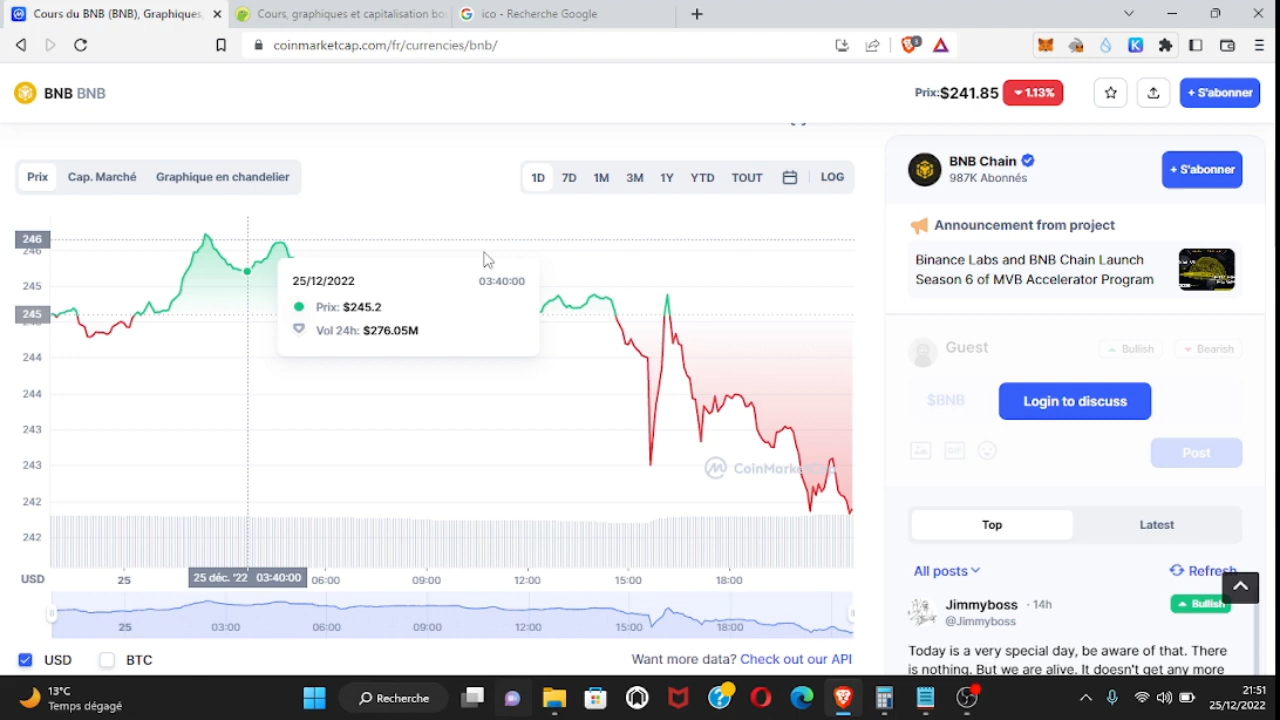 Cours du BNB (BNB), Graphiques,
Cours, graphiques et capitalisation bo
ico - Recherche Google
coinmarketcap.com/fr/currencies/bnb/
3
BNB BNB
Prix:$241.85
1.13%
+ S'abonner
Prix
Cap. Marché
Graphique en chandelier
1D
7D
1M
3M
1Y
YTD
TOUT
LOG
246
246
245
245
244
244
243
243
242
242
25/12/2022
03:40:00
Prix: $245.2
Vol 24h: $276.05M
USD
25
25 déc. '22 03:40:00
06:00
09:00
12:00
15:00
18:00
25
03:00
06:00
09:00
12:00
15:00
18:00
USD
BTC
Want more data? Check out our API
BNB Chain
987K Abonnés
+ S'abonner
Announcement from project
Binance Labs and BNB Chain Launch
Season 6 of MVB Accelerator Program
Guest
Bullish
Bearish
$BNB
Login to discuss
GIF
Post
Top
Latest
All posts
Refresh
Jimmyboss · 14h
@Jimmyboss
Bullish
Today is a very special day, be aware of that. There
is nothing. But we are alive. It doesn't get any more
13°C
Temps dégagé
Recherche
21:51
25/12/2022